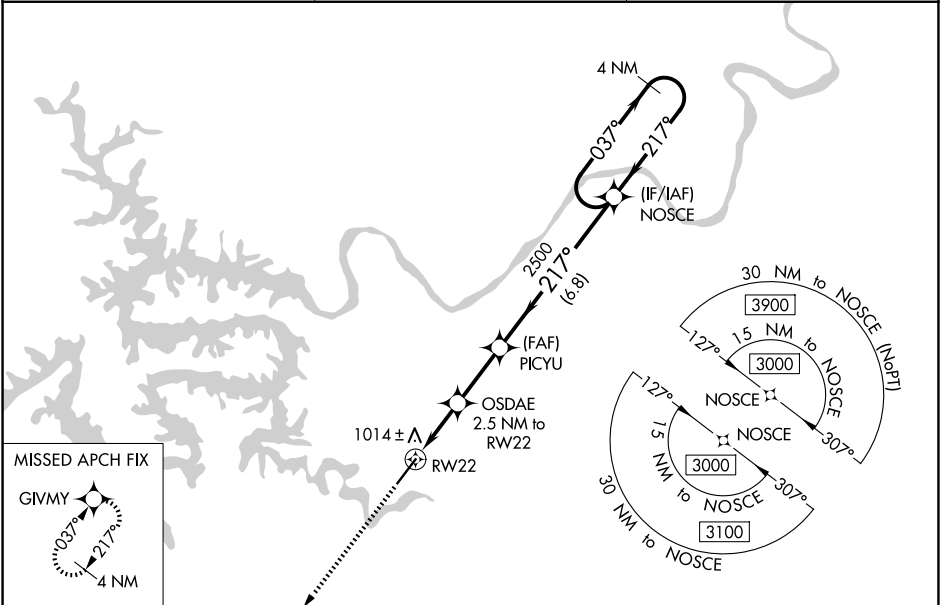 4 NM
037°
217°
(IF/IAF)
NOSCE
2500
217°
(6.8)
(FAF)
PICYU
OSDAE
2.5 NM to
RW22
1014 ±
RW22
30 NM to NOSCE (NoPT)
3900
127°
15 NM to NOSCE
3000
NOSCE
307°
127°
NOSCE
15 NM to NOSCE
3000
307°
30 NM to NOSCE
3100
MISSED APCH FIX
GIVMY
037°
217°
4 NM